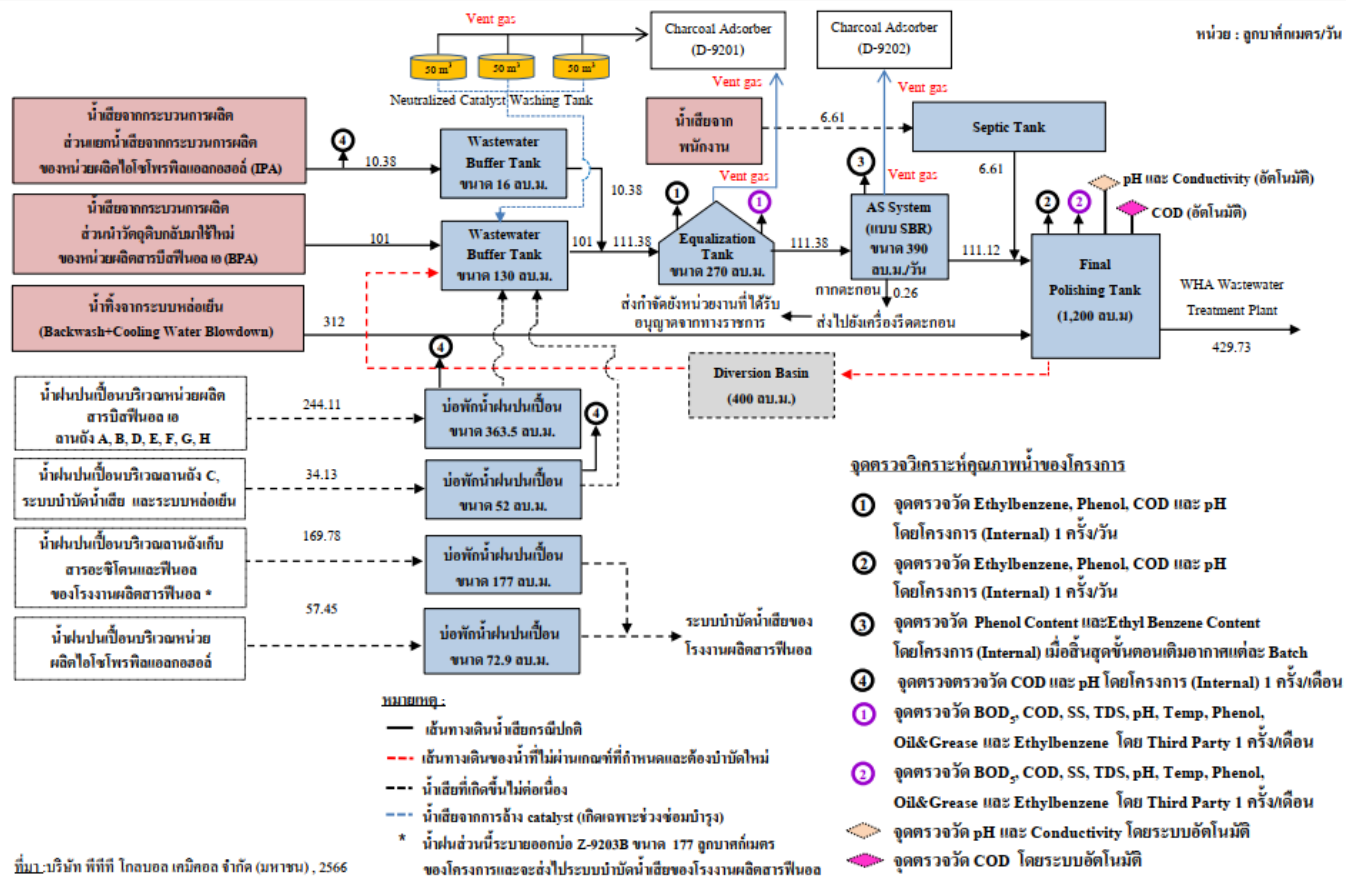 Vent gas
Charcoal Adsorber
(D-9201)
Charcoal Adsorber
(D-9202)
หน่วย : ลูกบาศ์กเมตร/วัน
50 m³
50 m³
50 m³
Neutralized Catalyst Washing Tank
Vent gas
Vent gas
น้ำเสียจากกระบวนการผลิต
ส่วนแยกน้ำเสียจากกระบวนการผลิต
ของหน่วยผลิตไอโซโพรพิลแอลกอฮอล์ (IPA)
4
10.38
Wastewater
Buffer Tank
ขนาด 16 ลบ.ม.
10.38
น้ำเสียจาก
พนักงาน
6.61
Septic Tank
6.61
Vent gas
Vent gas
น้ำเสียจากกระบวนการผลิต
ส่วนนำวัตถุดิบกลับมาใช้ใหม่
ของหน่วยผลิตสารบีสฟีนอล เอ (BPA)
101
Wastewater
Buffer Tank
ขนาด 130 ลบ.ม.
101
111.38
1
1
Equalization
Tank
ขนาด 270 ลบ.ม.
111.38
3
AS System
(แบบ SBR)
ขนาด 390
ลบ.ม./วัน
111.12
2
2
pH และ Conductivity (อัตโนมัติ)
COD (อัตโนมัติ)
Final
Polishing Tank
(1,200 ลบ.ม)
WHA Wastewater
Treatment Plant
429.73
กากตะกอน
0.26
ส่งไปยังเครื่องรีดตะกอน
ส่งกำจัดยังหน่วยงานที่ได้รับ
อนุญาตจากทางราชการ
น้ำทิ้งจากระบบหล่อเย็น
(Backwash+Cooling Water Blowdown)
312
4
Diversion Basin
(400 ลบ.ม.)
น้ำฝนปนเปื้อนบริเวณหน่วยผลิต
สารบิสฟีนอล เอ
ลานถัง A, B, D, E, F, G, H
244.11
บ่อพักน้ำฝนปนเปื้อน
ขนาด 363.5 ลบ.ม.
4
น้ำฝนปนเปื้อนบริเวณลานถัง C,
ระบบบำบัดน้ำเสีย และระบบหล่อเย็น
34.13
บ่อพักน้ำฝนปนเปื้อน
ขนาด 52 ลบ.ม.
น้ำฝนปนเปื้อนบริเวณลานถังเก็บ
สารอะซิโตนและฟีนอล
ของโรงงานผลิตสารฟีนอล *
169.78
บ่อพักน้ำฝนปนเปื้อน
ขนาด 177 ลบ.ม.
น้ำฝนปนเปื้อนบริเวณหน่วย
ผลิตไอโซโพรพิลแอลกอฮอล์
57.45
บ่อพักน้ำฝนปนเปื้อน
ขนาด 72.9 ลบ.ม.
ระบบบำบัดน้ำเสียของ
โรงงานผลิตสารฟีนอล
จุดตรวจวิเคราะห์คุณภาพน้ำของโครงการ
1 จุดตรวจวัด Ethylbenzene, Phenol, COD และ pH
โดยโครงการ (Internal) 1 ครั้ง/วัน
2 จุดตรวจวัด Ethylbenzene, Phenol, COD และ pH
โดยโครงการ (Internal) 1 ครั้ง/วัน
3 จุดตรวจวัด Phenol Content และEthyl Benzene Content
โดยโครงการ (Internal) เมื่อสิ้นสุดขั้นตอนเติมอากาศแต่ละ Batch
4 จุดตรวจตรวจวัด COD และ pH โดยโครงการ (Internal) 1 ครั้ง/เดือน
1 จุดตรวจวัด BOD₅, COD, SS, TDS, pH, Temp, Phenol,
Oil&Grease และ Ethylbenzene โดย Third Party 1 ครั้ง/เดือน
2 จุดตรวจวัด BOD₅, COD, SS, TDS, pH, Temp, Phenol,
Oil&Grease และ Ethylbenzene โดย Third Party 1 ครั้ง/เดือน
จุดตรวจวัด pH และ Conductivity โดยระบบอัตโนมัติ
จุดตรวจวัด COD โดยระบบอัตโนมัติ
หมายเหตุ :
เส้นทางเดินน้ำเสียกรณีปกติ
เส้นทางเดินของน้ำที่ไม่ผ่านเกณฑ์ที่กำหนดและต้องบำบัดใหม่
น้ำเสียที่เกิดขึ้นไม่ต่อเนื่อง
น้ำเสียจากการล้าง catalyst (เกิดเฉพาะช่วงซ่อมบำรุง)
* น้ำฝนส่วนนี้ระบายออกบ่อ Z-9203B ขนาด 177 ลูกบาศก์เมตร
ของโครงการและจะส่งไประบบบำบัดน้ำเสียของโรงงานผลิตสารฟีนอล
ที่มา :บริษัท พีทีที โกลบอล เคมิคอล จำกัด (มหาชน) , 2566